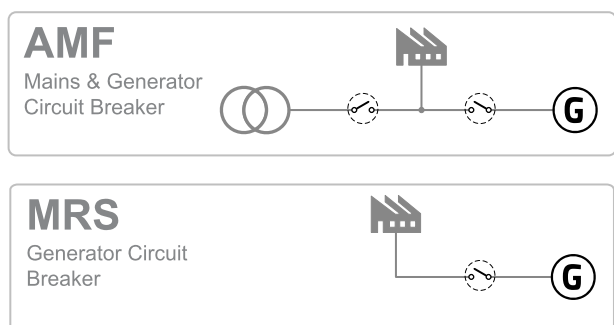 AMF
Mains & Generator
Circuit Breaker
G
MRS
Generator Circuit
Breaker
G